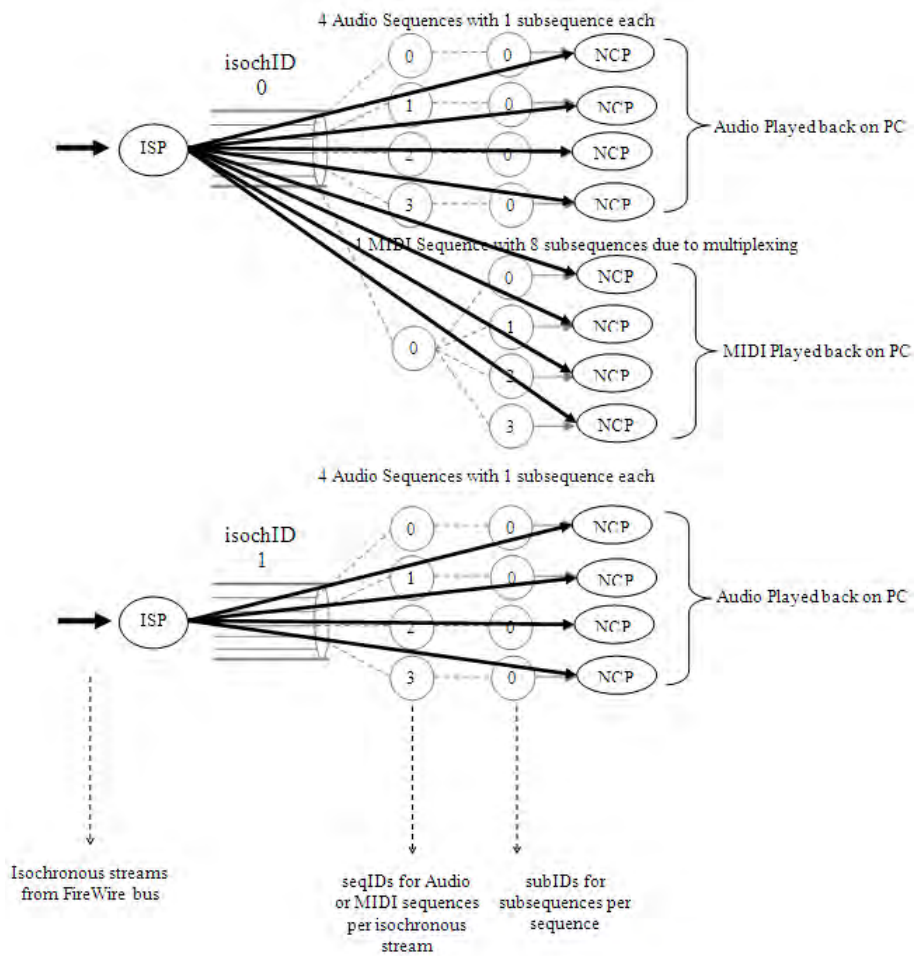 4 Audio Sequences with 1 subsequence each
isochID
0
0 0 NCP
1 0 NCP
ISP
2 0 NCP
3 0 NCP
Audio Played back on PC
1 MIDI Sequence with 8 subsequences due to multiplexing
0 NCP
1 NCP
0
2 NCP
3 NCP
MIDI Played back on PC
4 Audio Sequences with 1 subsequence each
isochID
1
0 0 NCP
1 0 NCP
ISP
2 0 NCP
3 0 NCP
Audio Played back on PC
Isochronous streams
from FireWire bus
seqIDs for Audio
or MIDI sequences
per isochronous
stream
subIDs for
subsequences per
sequence